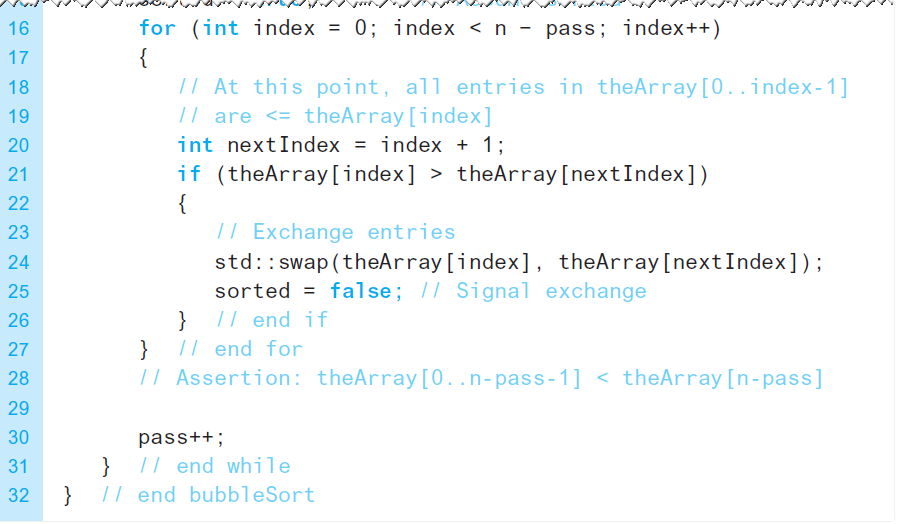 16 for (int index = 0; index < n - pass; index++)
17 {
18 // At this point, all entries in theArray[0..index-1]
19 // are <= theArray[index]
20 int nextIndex = index + 1;
21 if (theArray[index] > theArray[nextIndex])
22 {
23 // Exchange entries
24 std::swap(theArray[index], theArray[nextIndex]);
25 sorted = false; // Signal exchange
26 } // end if
27 } // end for
28 // Assertion: theArray[0..n-pass-1] < theArray[n-pass]
29
30 pass++;
31 } // end while
32 } // end bubbleSort